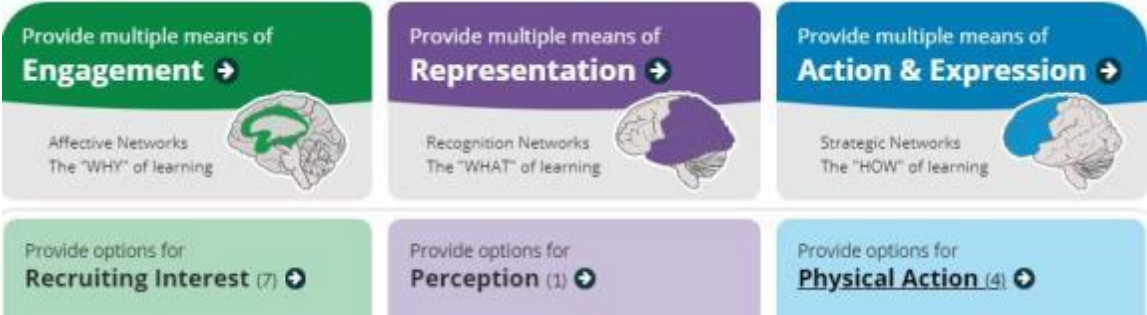 Provide multiple means of
Engagement
Affective Networks
The "WHY" of learning
Provide multiple means of
Representation
Recognition Networks
The "WHAT" of learning
Provide multiple means of
Action & Expression
Strategic Networks
The "HOW" of learning
Provide options for
Recruiting Interest (7)
Provide options for
Perception (1)
Provide options for
Physical Action (4)